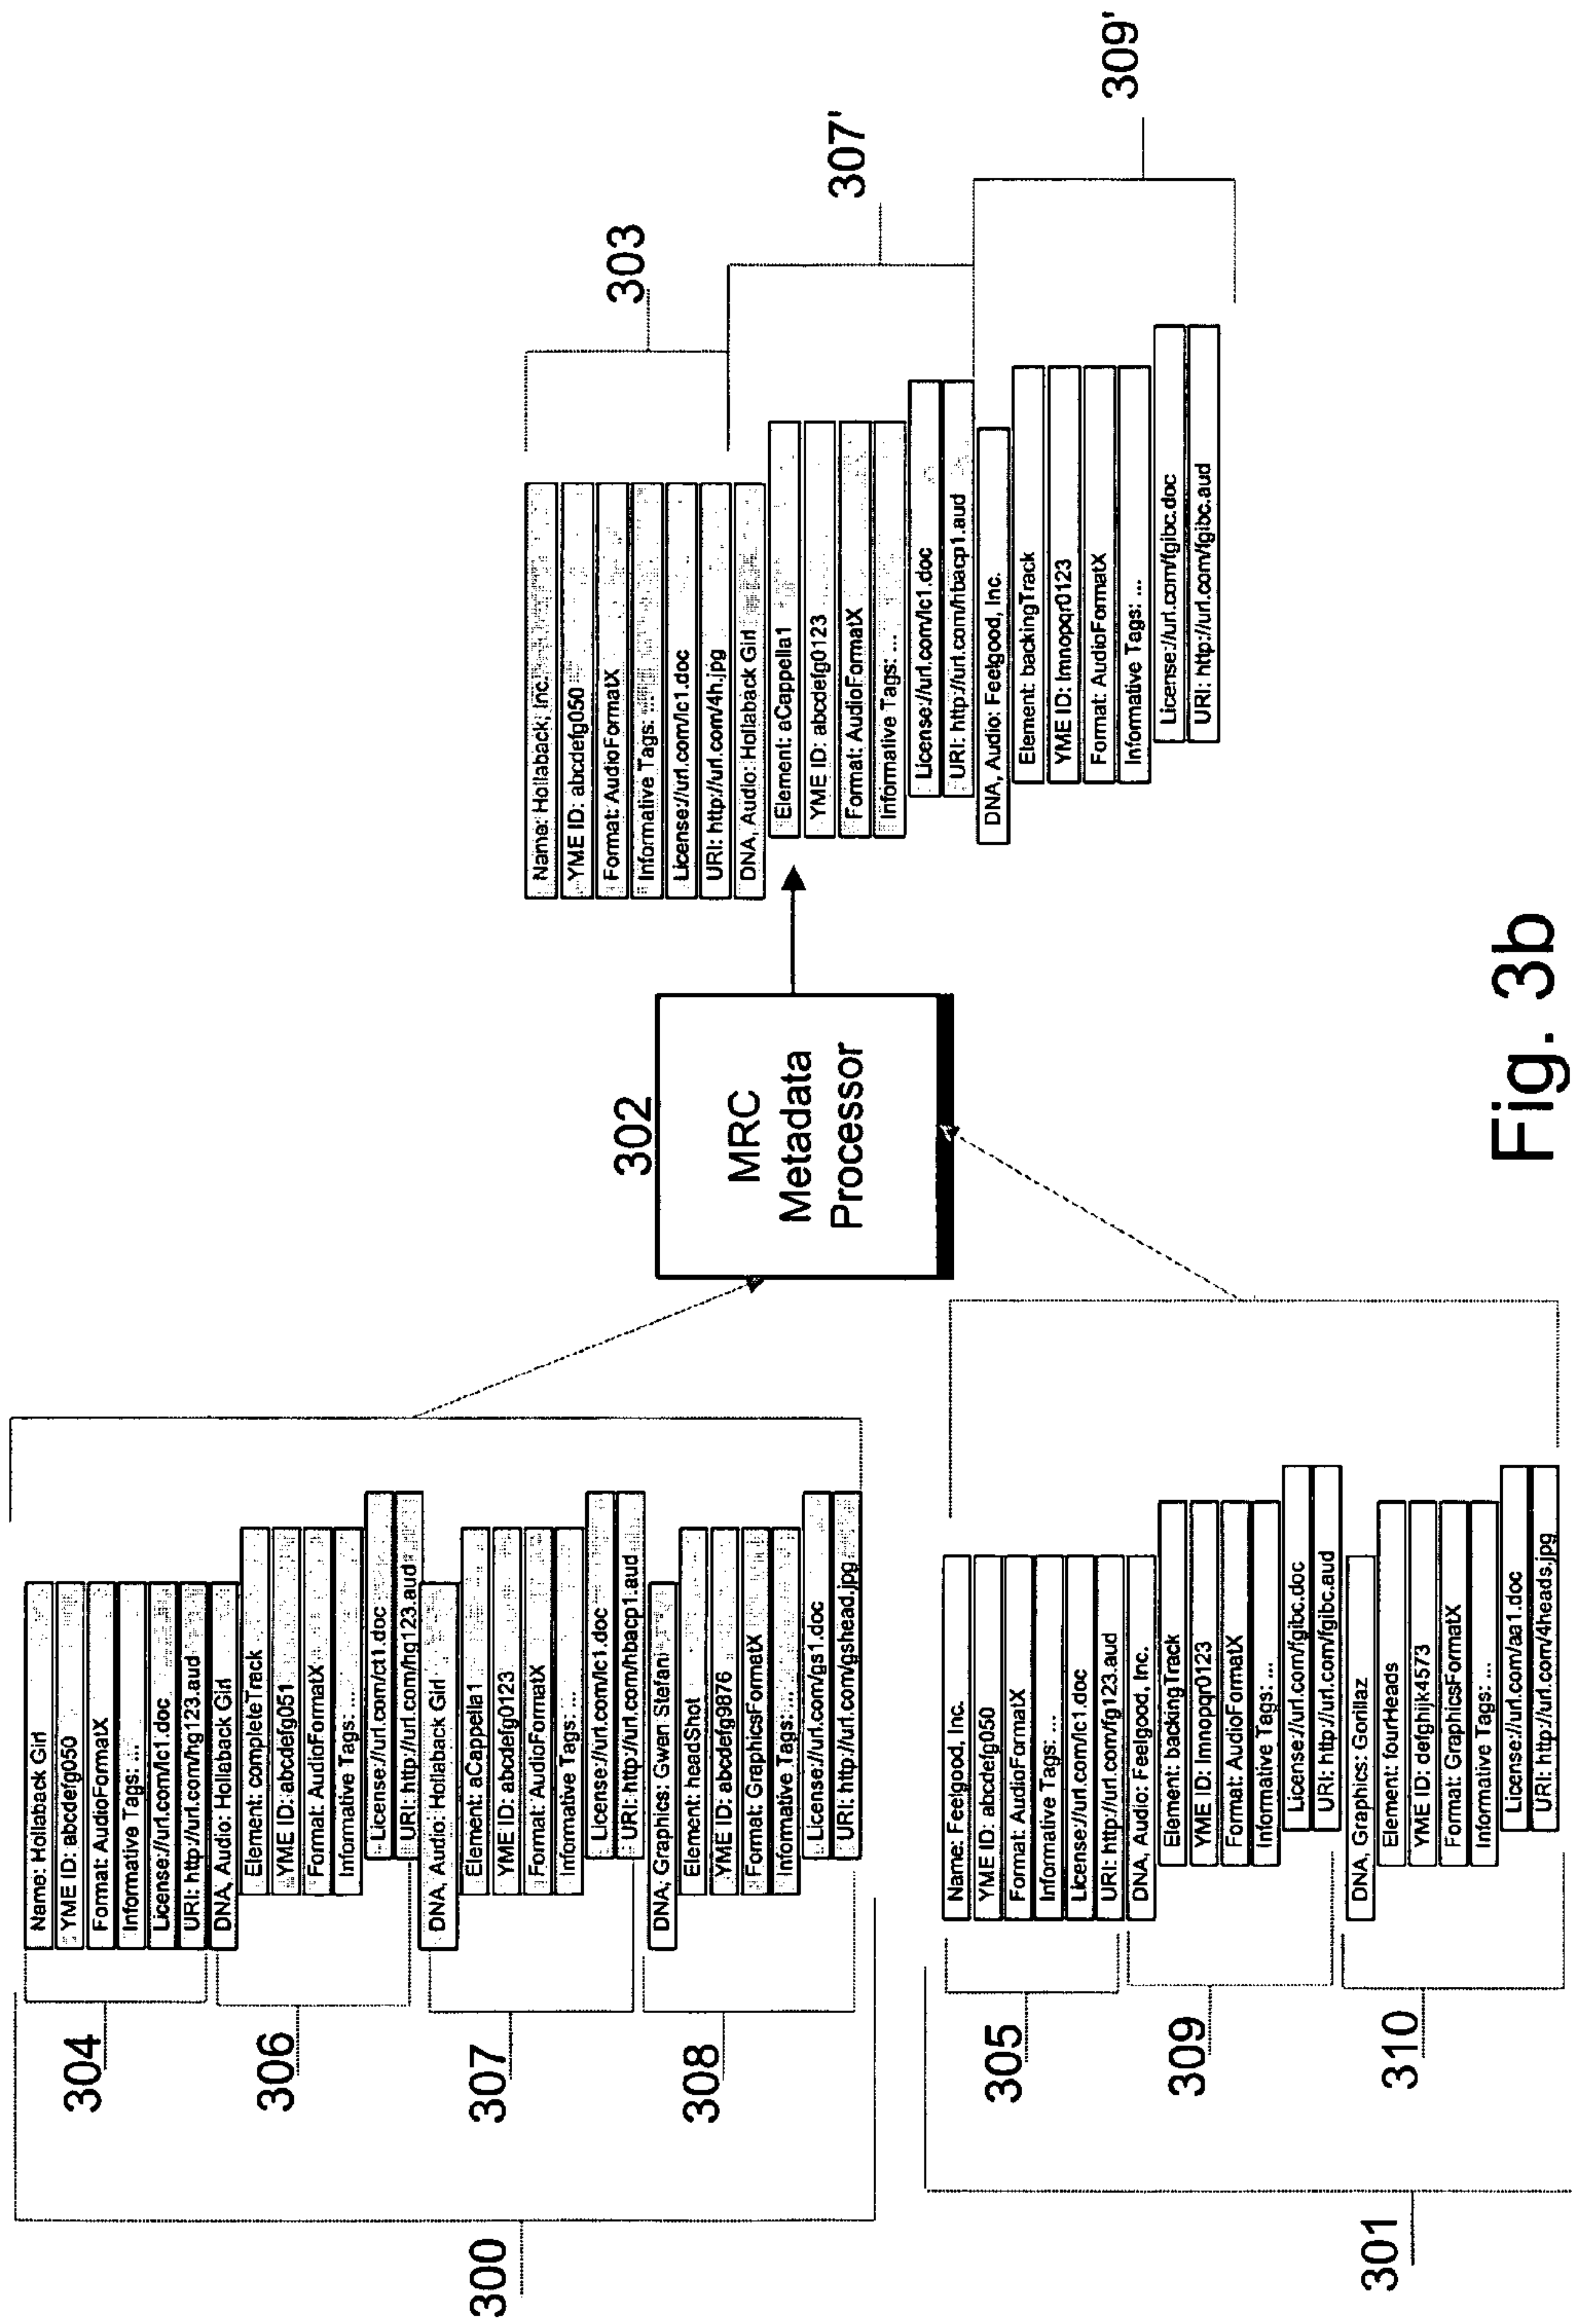 300
304
Name: Hollaback Girl
YME ID: abcdefg050
Format: AudioFormatX
Informative Tags: ...
License://url.com/lc1.doc
URI: http://url.com/hg123.aud
306
DNA, Audio: Hollaback Girl
Element: completeTrack
YME ID: abcdefg051
Format: AudioFormatX
Informative Tags: ...
License://url.com/ct1.doc
URI: http://url.com/hg123.aud
307
DNA, Audio: Hollaback Girl
Element: aCappella1
YME ID: abcdefg0123
Format: AudioFormatX
Informative Tags: ...
License://url.com/lc1.doc
URI: http://url.com/hbacp1.aud
308
DNA, Graphics: Gwen Stefani
Element: headShot
YME ID: abcdefg9876
Format: GraphicsFormatX
Informative Tags: ...
License://url.com/gs1.doc
URI: http://url.com/gshead.jpg
301
305
Name: Feelgood, Inc.
YME ID: abcdefg050
Format: AudioFormatX
Informative Tags: ...
License://url.com/lc1.doc
URI: http://url.com/fg123.aud
309
DNA, Audio: Feelgood, Inc.
Element: backingTrack
YME ID: lmnopqr0123
Format: AudioFormatX
Informative Tags: ...
License://url.com/fgibc.doc
URI: http://url.com/fgibc.aud
310
DNA, Graphics: Gorillaz
Element: fourHeads
YME ID: defghijk4573
Format: GraphicsFormatX
Informative Tags: ...
License://url.com/aa1.doc
URI: http://url.com/4heads.jpg
302
MRC
Metadata
Processor
303
Name: Hollaback, Inc.
YME ID: abcdefg050
Format: AudioFormatX
Informative Tags: ...
License://url.com/lc1.doc
URI: http://url.com/4h.jpg
307'
DNA, Audio: Hollaback Girl
Element: aCappella1
YME ID: abcdefg0123
Format: AudioFormatX
Informative Tags: ...
License://url.com/lc1.doc
URI: http://url.com/hbacp1.aud
309'
DNA, Audio: Feelgood, Inc.
Element: backingTrack
YME ID: lmnopqr0123
Format: AudioFormatX
Informative Tags: ...
License://url.com/fgibc.doc
URI: http://url.com/fgibc.aud
Fig. 3b